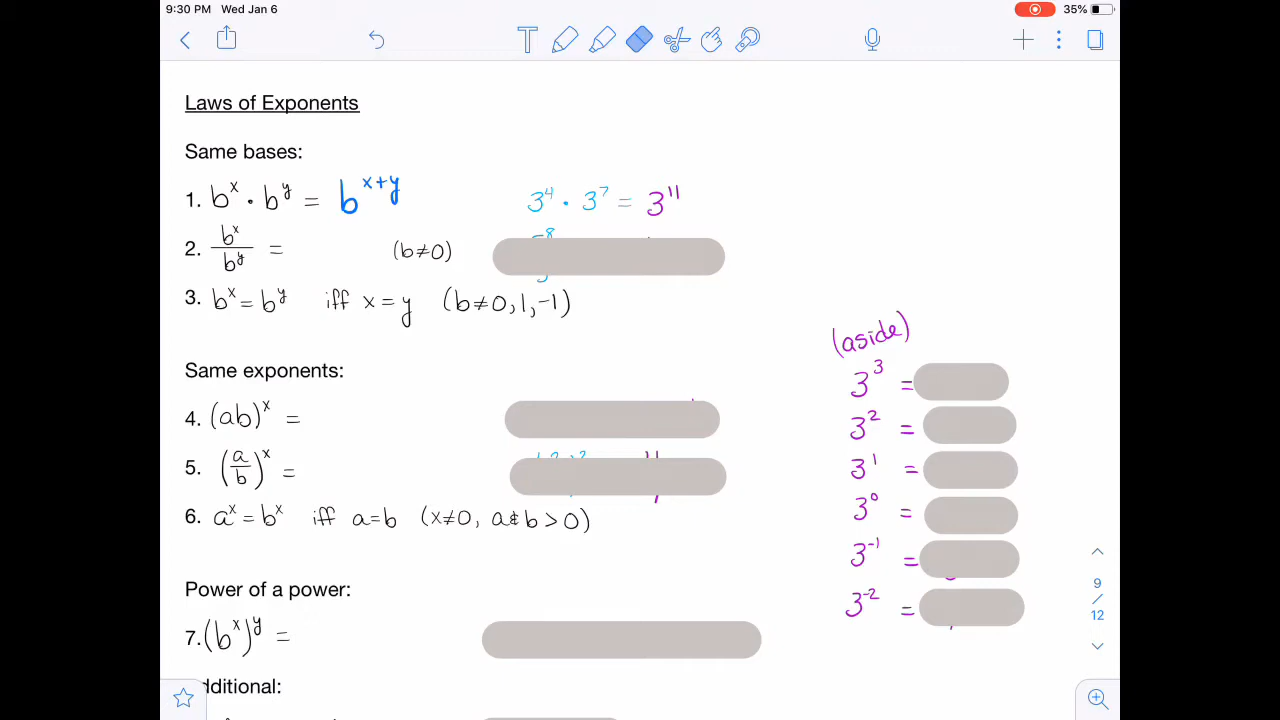 9:30 PM Wed Jan 6 35%
Laws of Exponents
Same bases:
1. b^x · b^y = b^{x+y} 3^4 · 3^7 = 3^{11}
2. b^x/b^y = (b≠0)
3. b^x = b^y iff x = y (b≠0, 1, -1)
(aside)
3^3 =
3^2 =
3^1 =
3^0 =
3^{-1} =
3^{-2} =
Same exponents:
4. (ab)^x =
5. (a/b)^x =
6. a^x = b^x iff a=b (x≠0, a & b > 0)
Power of a power:
7. (b^x)^y =
dditional:
9
/
12